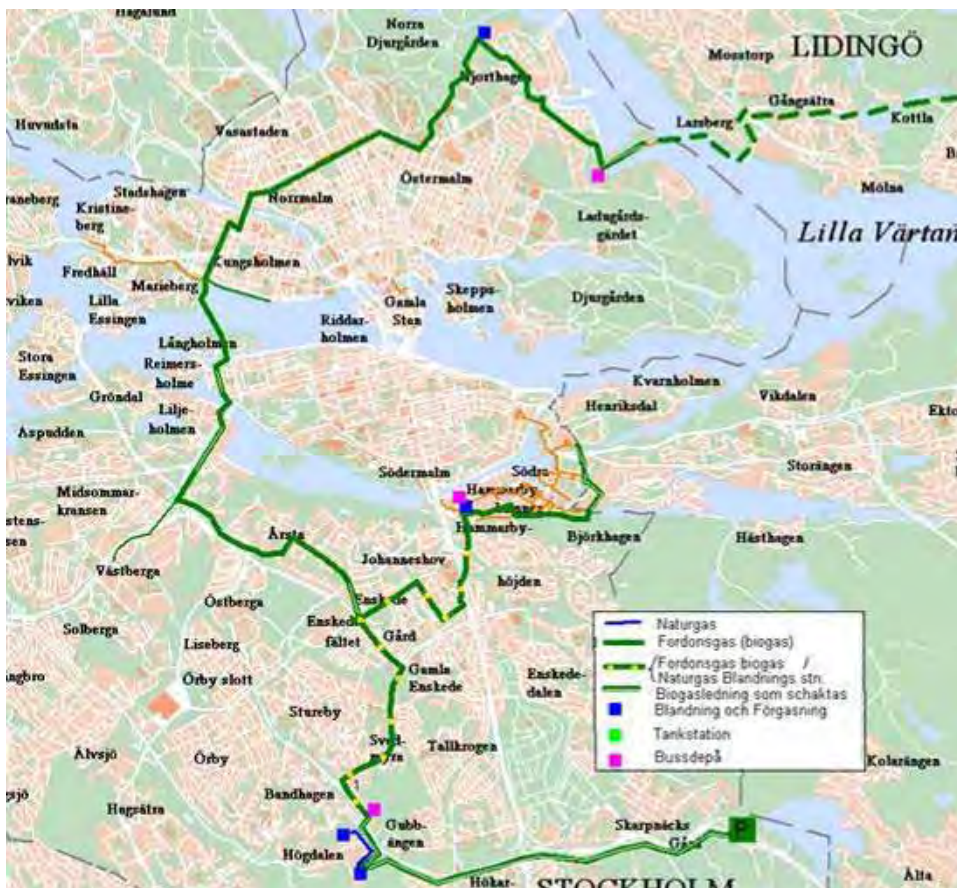 Hagalund
Norra
Djurgården
Mosstorp
LIDINGÖ
Hjorthagen
Gångsätra
Huvudsta
Vasastaden
Larsberg
Kottla
Östermalm
Stadshagen
Norrmalm
Mölna
Kristine-
berg
Ladugårds-
gärdet
Lilla Värtan
Kungsholmen
Fredhäll
Marieberg
Skepps-
holmen
Djurgården
Lilla
Essingen
Gamla
Stan
Riddar-
holmen
Långholmen
Stora
Essingen
Reimers-
holme
Kvarnholmen
Gröndal
Vikdalen
Henriksdal
Lilje-
holmen
Aspudden
Södermalm
Södra
Storängen
Hammarby
Midsommar-
kransen
Hammarby-
Björkhagen
Hästhagen
Årsta
Johanneshov
Västberga
höjden
Östberga
Enskede
Enskede
fältet
Gård
Solberga
Liseberg
Gamla
Enskede
Enskede-
dalen
Örby slott
Stureby
Tallkrogen
Älvsjö
Örby
Kolarängen
Bandhagen
Hagsätra
Gubb-
ängen
Skarpnäcks
Gård
Högdalen
Hökar-
STOCKHOLM
Älta
Naturgas
Fordonsgas (biogas)
Fordonsgas biogas /
Naturgas Blandnings stn.
Biogasledning som schaktas
Blandning och Förgasning
Tankstation
Bussdepå